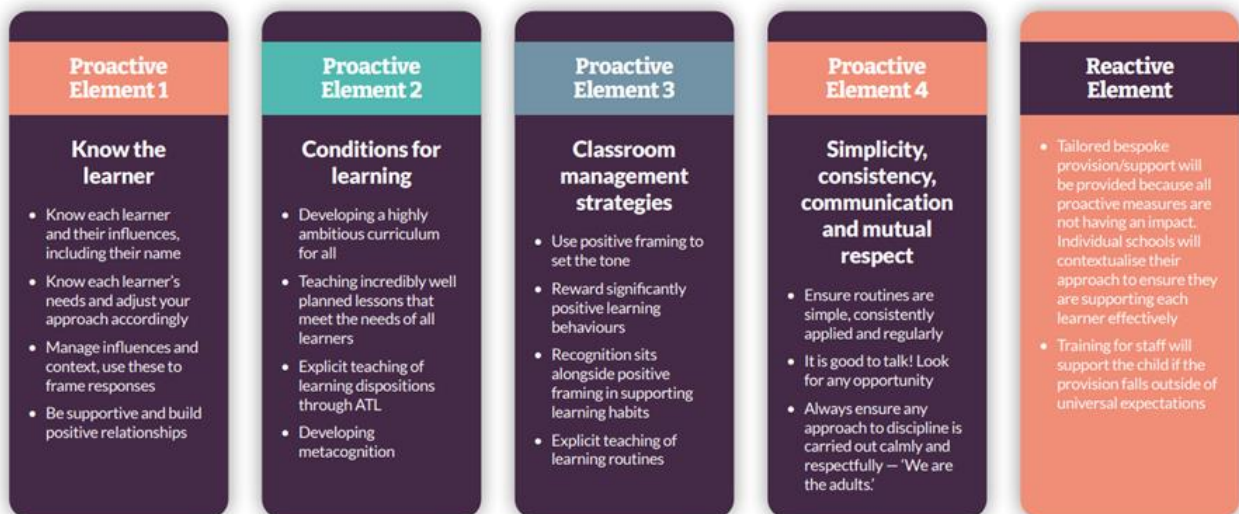 Proactive
Element 1
Know the
learner
• Know each learner
and their influences,
including their name
• Know each learner's
needs and adjust your
approach accordingly
• Manage influences and
context, use these to
frame responses
• Be supportive and build
positive relationships
Proactive
Element 2
Conditions for
learning
• Developing a highly
ambitious curriculum
for all
• Teaching incredibly well
planned lessons that
meet the needs of all
learners
• Explicit teaching of
learning dispositions
through ATL
• Developing
metacognition
Proactive
Element 3
Classroom
management
strategies
• Use positive framing to
set the tone
• Reward significantly
positive learning
behaviours
• Recognition sits
alongside positive
framing in supporting
learning habits
• Explicit teaching of
learning routines
Proactive
Element 4
Simplicity,
consistency,
communication
and mutual
respect
• Ensure routines are
simple, consistently
applied and regularly
• It is good to talk! Look
for any opportunity
• Always ensure any
approach to discipline is
carried out calmly and
respectfully — 'We are
the adults.'
Reactive
Element
• Tailored bespoke
provision/support will
be provided because all
proactive measures are
not having an impact.
Individual schools will
contextualise their
approach to ensure they
are supporting each
learner effectively
• Training for staff will
support the child if the
provision falls outside of
universal expectations